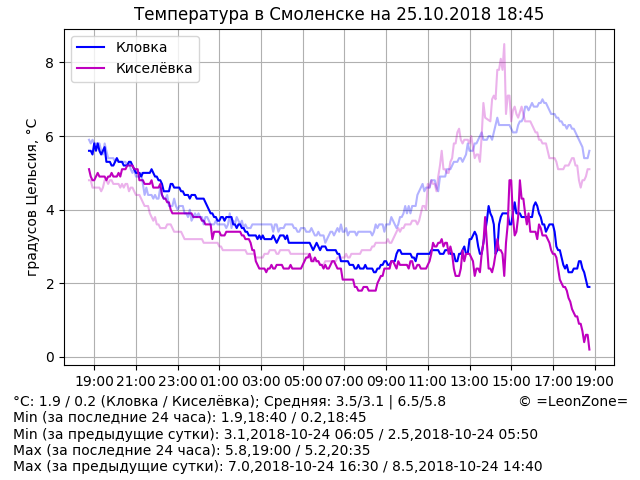 Температура в Смоленске на 25.10.2018 18:45
Кловка
Киселёвка
градусов Цельсия, °C
8
6
4
2
0
19:00 21:00 23:00 01:00 03:00 05:00 07:00 09:00 11:00 13:00 15:00 17:00 19:00
°C: 1.9 / 0.2 (Кловка / Киселёвка); Средняя: 3.5/3.1 | 6.5/5.8 © =LeonZone=
Min (за последние 24 часа): 1.9,18:40 / 0.2,18:45
Min (за предыдущие сутки): 3.1,2018-10-24 06:05 / 2.5,2018-10-24 05:50
Max (за последние 24 часа): 5.8,19:00 / 5.2,20:35
Max (за предыдущие сутки): 7.0,2018-10-24 16:30 / 8.5,2018-10-24 14:40